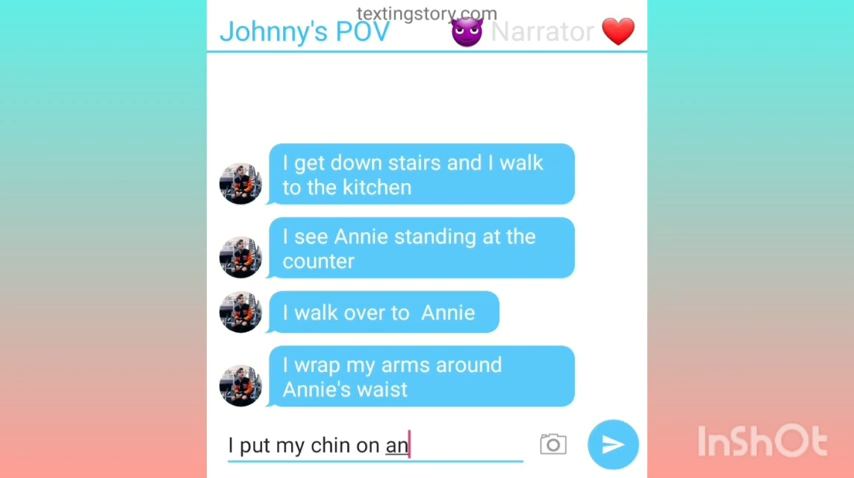 textingstory.com
Johnny's POV 😈 Narrator ❤️
I get down stairs and I walk
to the kitchen
I see Annie standing at the
counter
I walk over to  Annie
I wrap my arms around
Annie's waist
I put my chin on an
InShOt